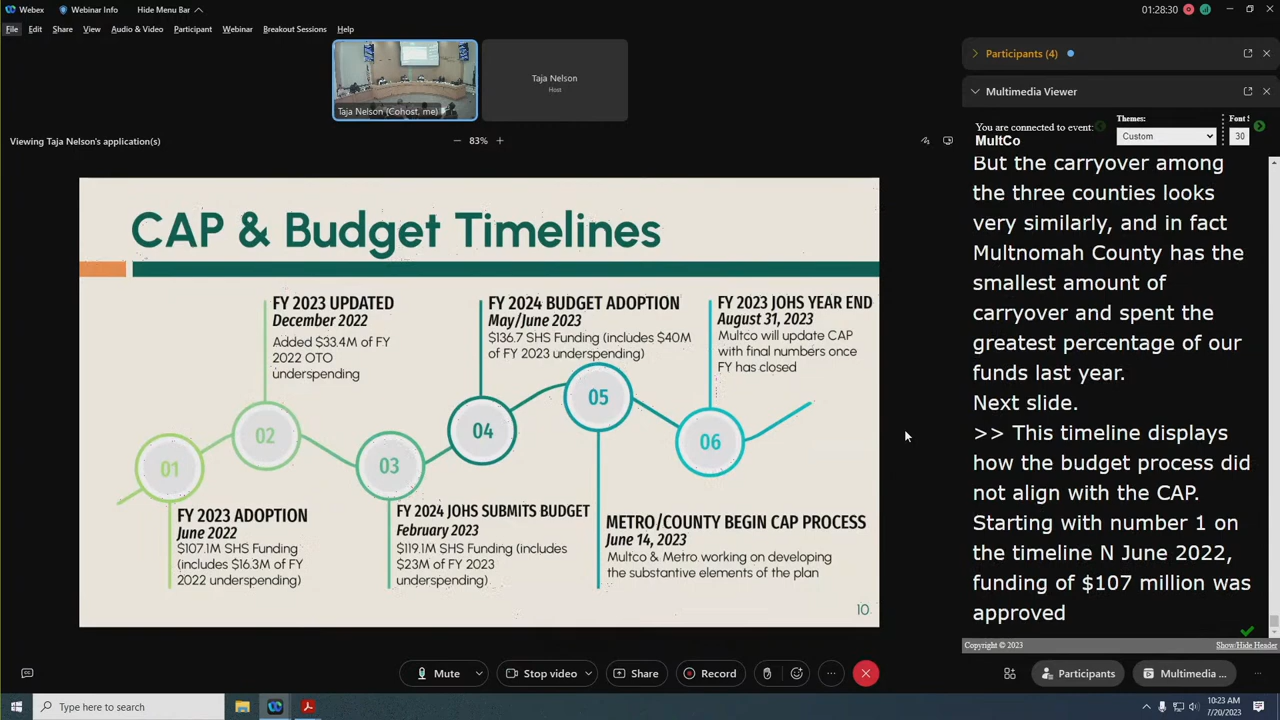 Webex
Webinar Info
Hide Menu Bar
01:28:30
File Edit Share View Audio & Video Participant Webinar Breakout Sessions Help
Taja Nelson (Cohost, me)
Taja Nelson
Host
Viewing Taja Nelson's application(s)
83%
CAP & Budget Timelines
FY 2023 UPDATED
December 2022
Added $33.4M of FY
2022 OTO
underspending
FY 2024 BUDGET ADOPTION
May/June 2023
$136.7 SHS Funding (includes $40M
of FY 2023 underspending)
FY 2023 JOHS YEAR END
August 31, 2023
Multco will update CAP
with final numbers once
FY has closed
01
02
03
04
05
06
FY 2023 ADOPTION
June 2022
$107.1M SHS Funding
(includes $16.3M of FY
2022 underspending)
FY 2024 JOHS SUBMITS BUDGET
February 2023
$119.1M SHS Funding (includes
$23M of FY 2023
underspending)
METRO/COUNTY BEGIN CAP PROCESS
June 14, 2023
Multco & Metro working on developing
the substantive elements of the plan
10
Participants (4)
Multimedia Viewer
You are connected to event:
MultCo
Themes:
Custom
Font
30
But the carryover among
the three counties looks
very similarly, and in fact
Multnomah County has the
smallest amount of
carryover and spent the
greatest percentage of our
funds last year.
Next slide.
>> This timeline displays
how the budget process did
not align with the CAP.
Starting with number 1 on
the timeline N June 2022,
funding of $107 million was
approved
Copyright © 2023
Show/Hide Header
Mute
Stop video
Share
Record
Participants
Multimedia ...
Type here to search
10:23 AM
7/20/2023